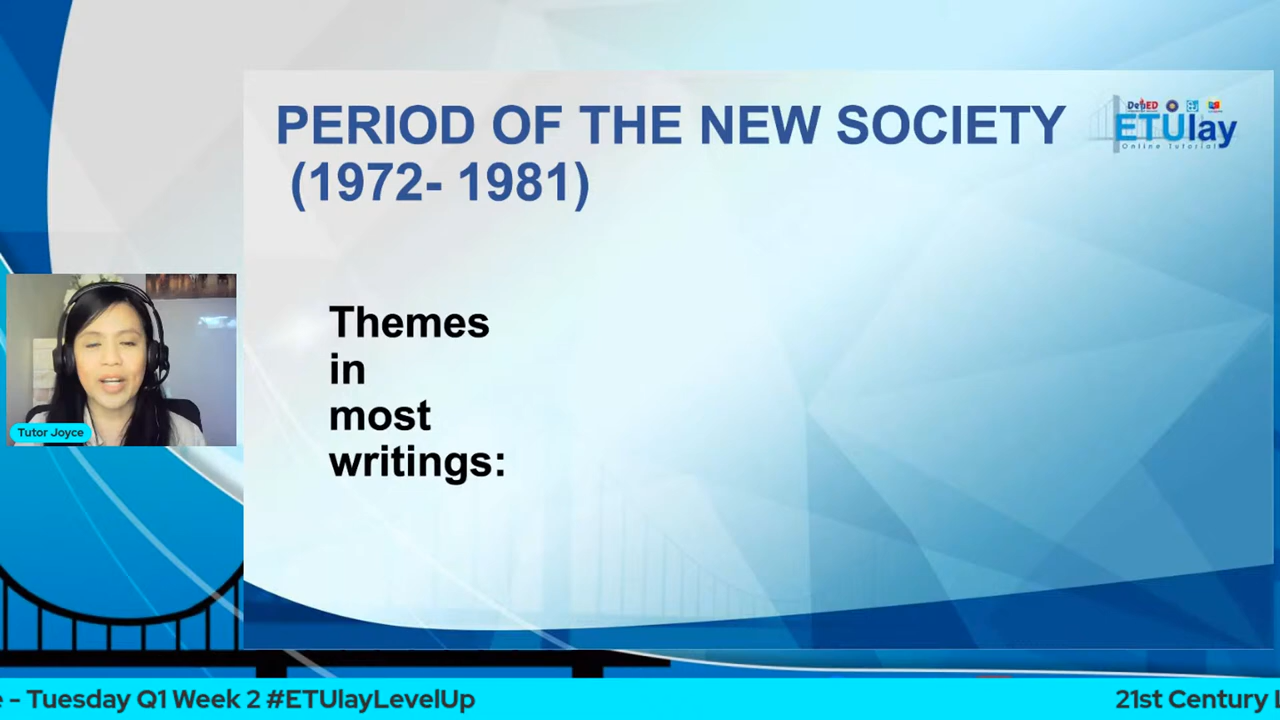 PERIOD OF THE NEW SOCIETY
(1972- 1981)
DepED
ETUlay
Online Tutorial
Themes
in
most
writings:
Tutor Joyce
e - Tuesday Q1 Week 2 #ETUlayLevelUp
21st Century L